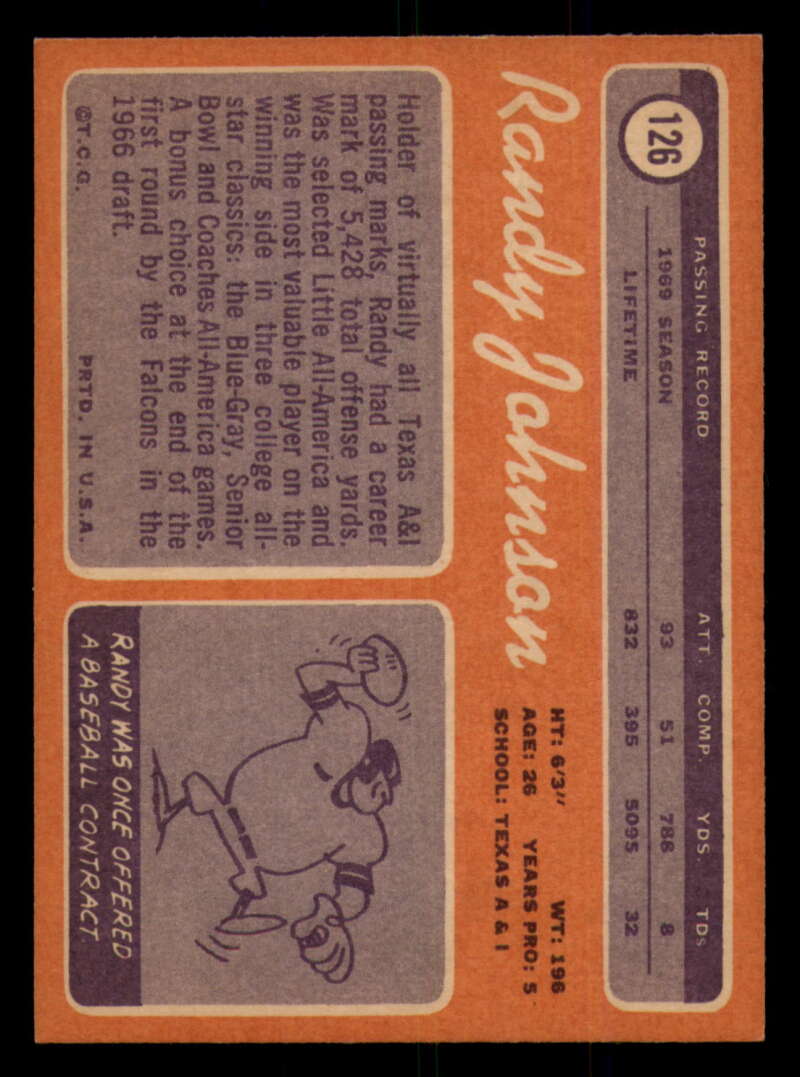 126
PASSING RECORD ATT. COMP. YDS. TDs
1969 SEASON 93 51 786 8
LIFETIME 832 395 5095 32
Randy Johnson
HT: 6'3" WT: 196
AGE: 26 YEARS PRO: 5
SCHOOL: TEXAS A & I
Holder of virtually all Texas A&I
passing marks, Randy had a career
mark of 5,428 total offense yards.
Was selected Little All-America and
was the most valuable player on the
winning side in three college all-
star classics: the Blue-Gray, Senior
Bowl and Coaches All-America games.
A bonus choice at the end of the
first round by the Falcons in the
1966 draft.
©T.C.G. PRTD. IN U.S.A.
RANDY WAS ONCE OFFERED
A BASEBALL CONTRACT